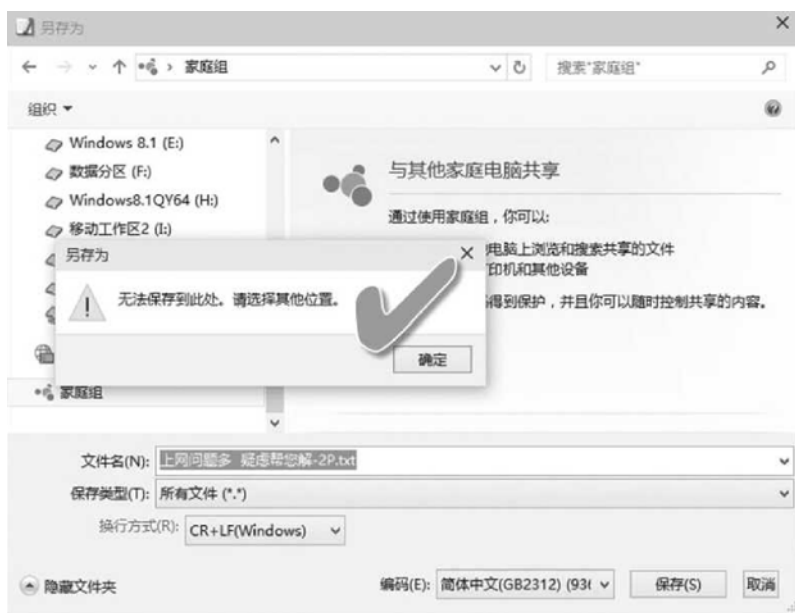 另存为
家庭组
搜索"家庭组"
组织
Windows 8.1 (E:)
数据分区 (F:)
Windows8.1QY64 (H:)
移动工作区2 (I:)
家庭组
与其他家庭电脑共享
通过使用家庭组，你可以:
电脑上浏览和搜索共享的文件
印机和其他设备
得到保护，并且你可以随时控制共享的内容。
另存为
无法保存到此处。请选择其他位置。
确定
文件名(N): 上网问题多 疑虑帮您解-2P.txt
保存类型(T): 所有文件 (*.*)
换行方式(R): CR+LF(Windows)
隐藏文件夹
编码(E): 简体中文(GB2312) (936
保存(S)
取消